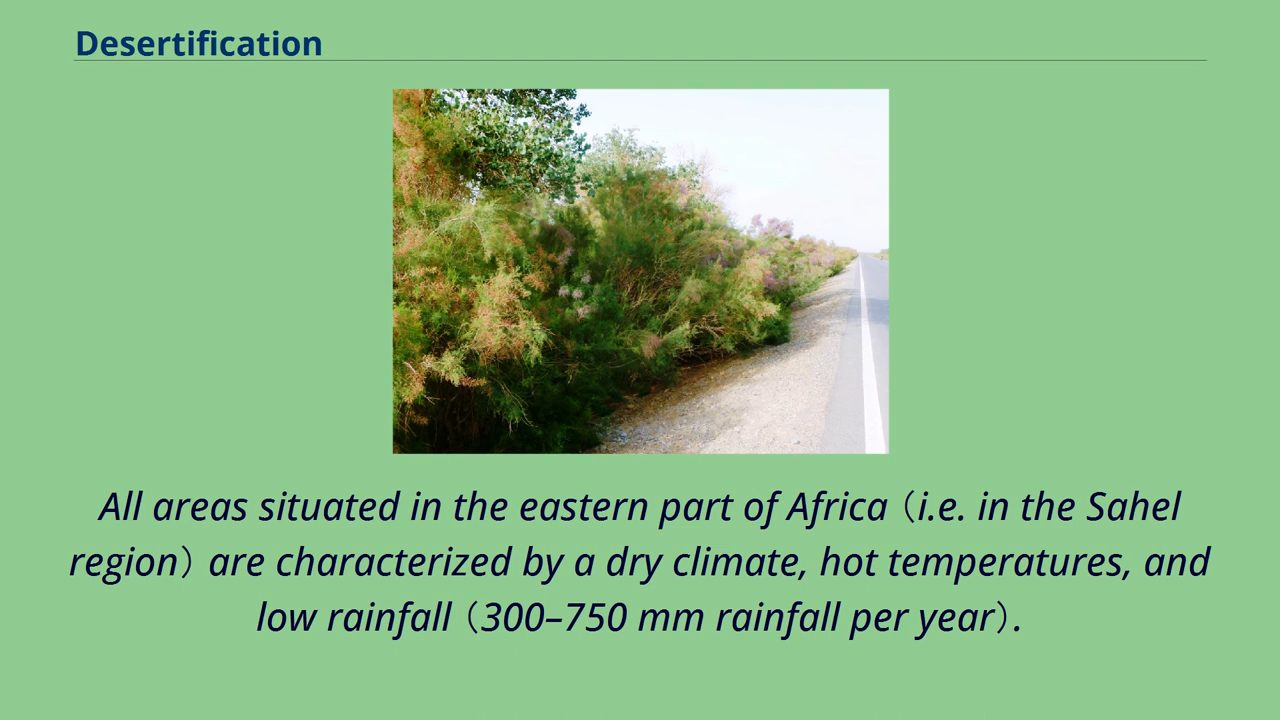 Desertification
All areas situated in the eastern part of Africa（i.e. in the Sahel
region）are characterized by a dry climate, hot temperatures, and
low rainfall（300–750 mm rainfall per year）.